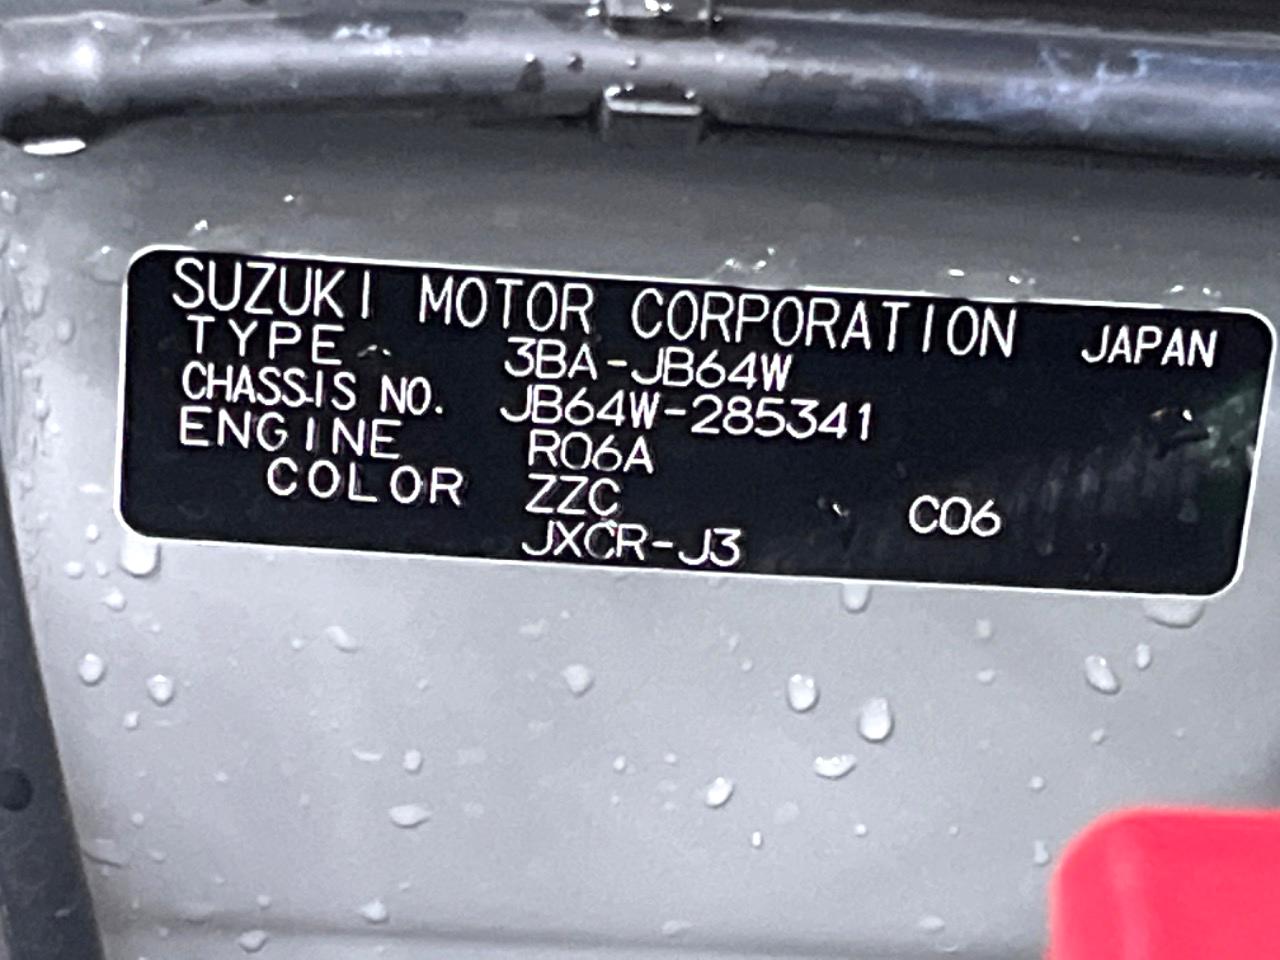 SUZUKI MOTOR CORPORATION JAPAN
TYPE 3BA-JB64W
CHASSIS NO. JB64W-285341
ENGINE R06A
COLOR ZZC C06
JXCR-J3